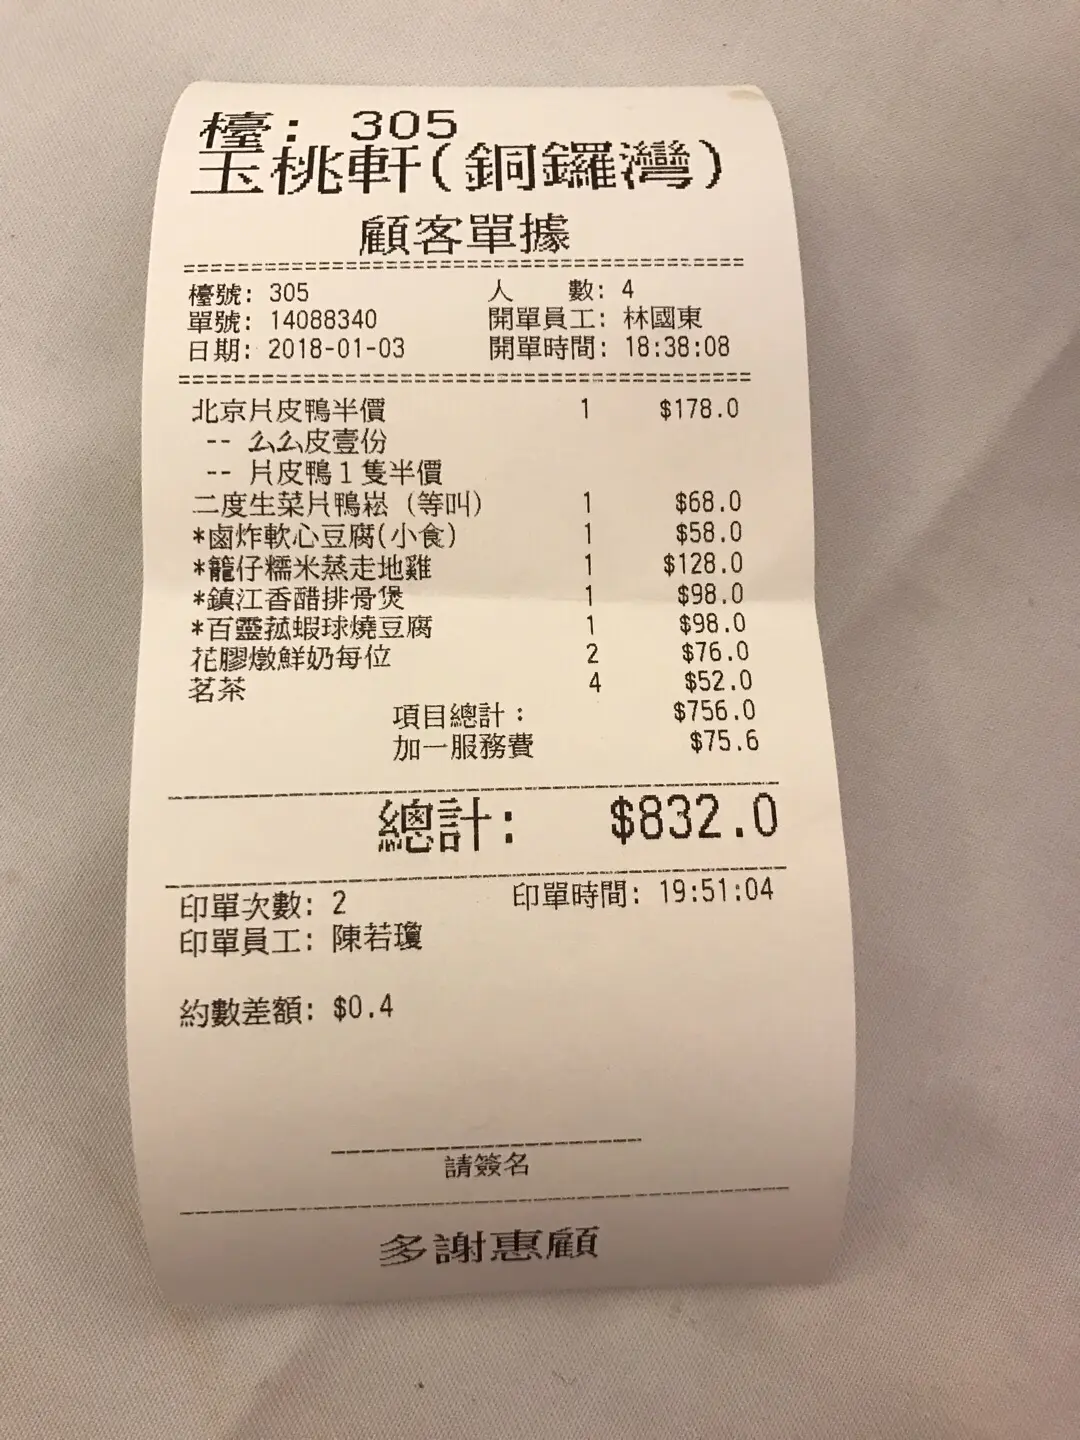 檯: 305
玉桃軒(銅鑼灣)
顧客單據
檯號: 305 人 數: 4
單號: 14088340 開單員工: 林國東
日期: 2018-01-03 開單時間: 18:38:08
北京片皮鴨半價 1 $178.0
-- 么么皮壹份
-- 片皮鴨1隻半價
二度生菜片鴨崧 (等叫) 1 $68.0
*鹵炸軟心豆腐(小食) 1 $58.0
*籠仔糯米蒸走地雞 1 $128.0
*鎮江香醋排骨煲 1 $98.0
*百靈菰蝦球燒豆腐 1 $98.0
花膠燉鮮奶每位 2 $76.0
茗茶 4 $52.0
項目總計: $756.0
加一服務費 $75.6
總計: $832.0
印單次數: 2 印單時間: 19:51:04
印單員工: 陳若瓊
約數差額: $0.4
請簽名
多謝惠顧